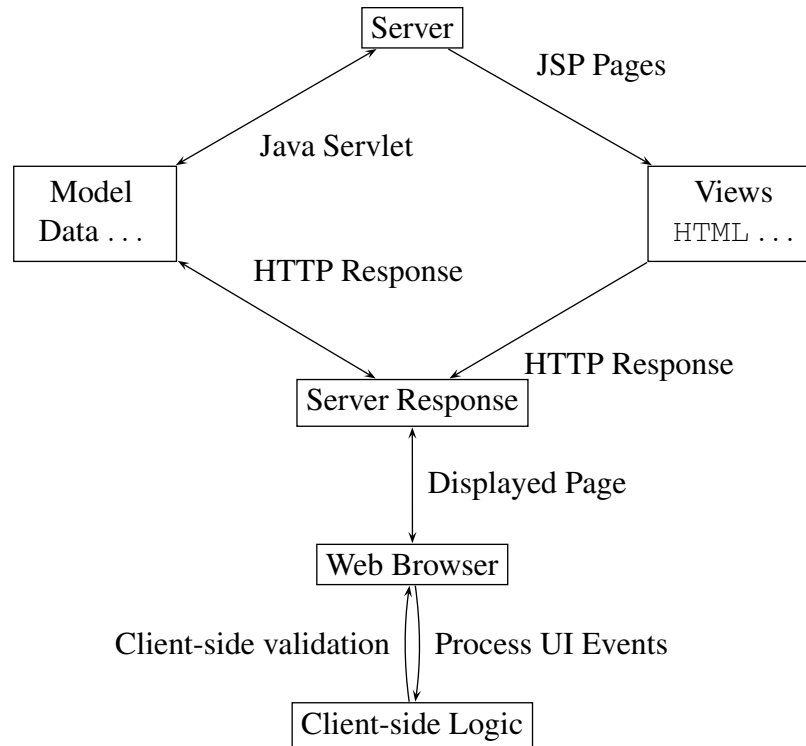 Server
JSP Pages
Java Servlet
Model
Data ...
Views
HTML ...
HTTP Response
HTTP Response
Server Response
Displayed Page
Web Browser
Client-side validation
Process UI Events
Client-side Logic